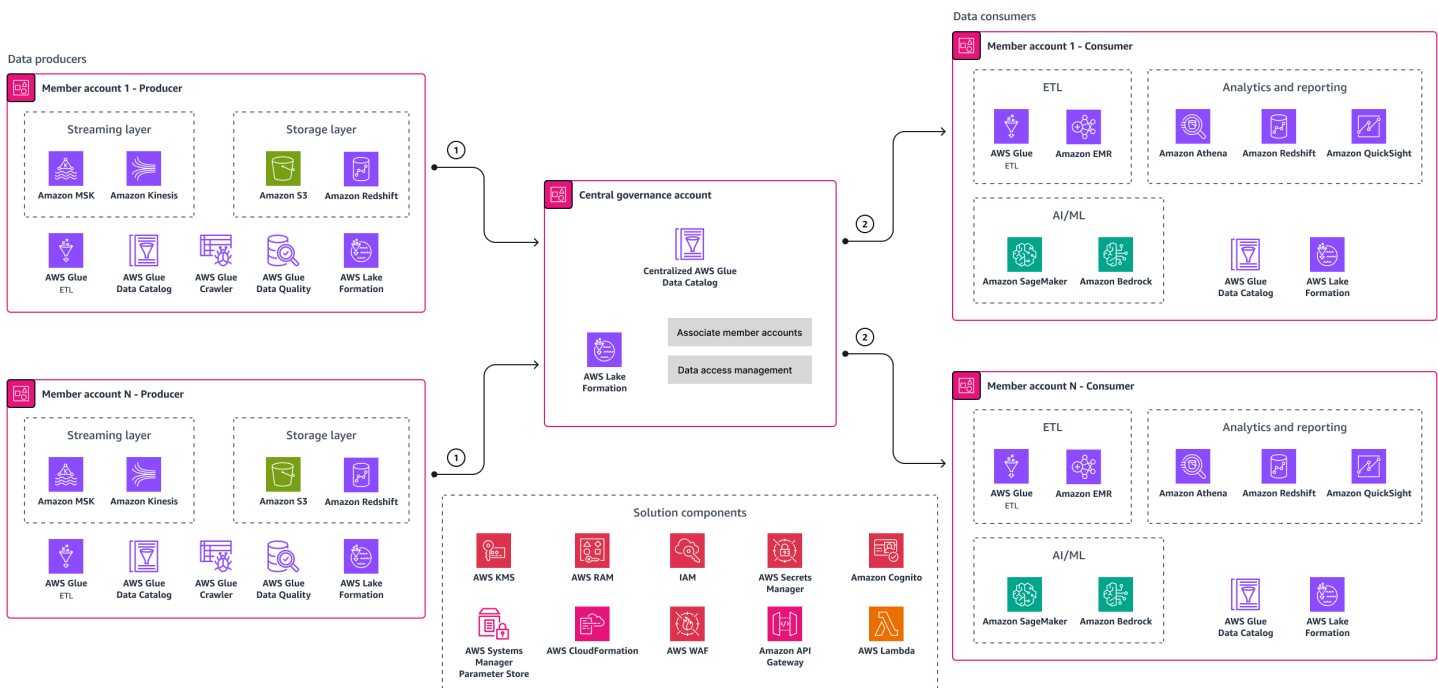 Data producers
Member account 1 - Producer
Streaming layer
Amazon MSK
Amazon Kinesis
Storage layer
Amazon S3
Amazon Redshift
AWS Glue
ETL
AWS Glue
Data Catalog
AWS Glue
Crawler
AWS Glue
Data Quality
AWS Lake
Formation
1
Member account N - Producer
Streaming layer
Amazon MSK
Amazon Kinesis
Storage layer
Amazon S3
Amazon Redshift
AWS Glue
ETL
AWS Glue
Data Catalog
AWS Glue
Crawler
AWS Glue
Data Quality
AWS Lake
Formation
1
Central governance account
Centralized AWS Glue
Data Catalog
AWS Lake
Formation
Associate member accounts
Data access management
2
2
Solution components
AWS KMS
AWS RAM
IAM
AWS Secrets
Manager
Amazon Cognito
AWS Systems
Manager
Parameter Store
AWS CloudFormation
AWS WAF
Amazon API
Gateway
AWS Lambda
Data consumers
Member account 1 - Consumer
ETL
AWS Glue
ETL
Amazon EMR
Analytics and reporting
Amazon Athena
Amazon Redshift
Amazon QuickSight
AI/ML
Amazon SageMaker
Amazon Bedrock
AWS Glue
Data Catalog
AWS Lake
Formation
Member account N - Consumer
ETL
AWS Glue
ETL
Amazon EMR
Analytics and reporting
Amazon Athena
Amazon Redshift
Amazon QuickSight
AI/ML
Amazon SageMaker
Amazon Bedrock
AWS Glue
Data Catalog
AWS Lake
Formation